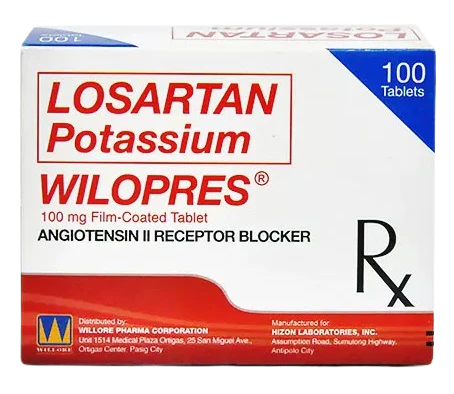 100
LOSARTAN
Potassium
100
Tablets
LOSARTAN
Potassium
WILOPRES®
100 mg Film-Coated Tablet
ANGIOTENSIN II RECEPTOR BLOCKER
Rx
WILLORE
Distributed by:
WILLORE PHARMA CORPORATION
Unit 1514 Medical Plaza Ortigas, 25 San Miguel Ave.,
Ortigas Center, Pasig City
Manufactured for:
HIZON LABORATORIES, INC.
Assumption Road, Sumulong Highway,
Antipolo City